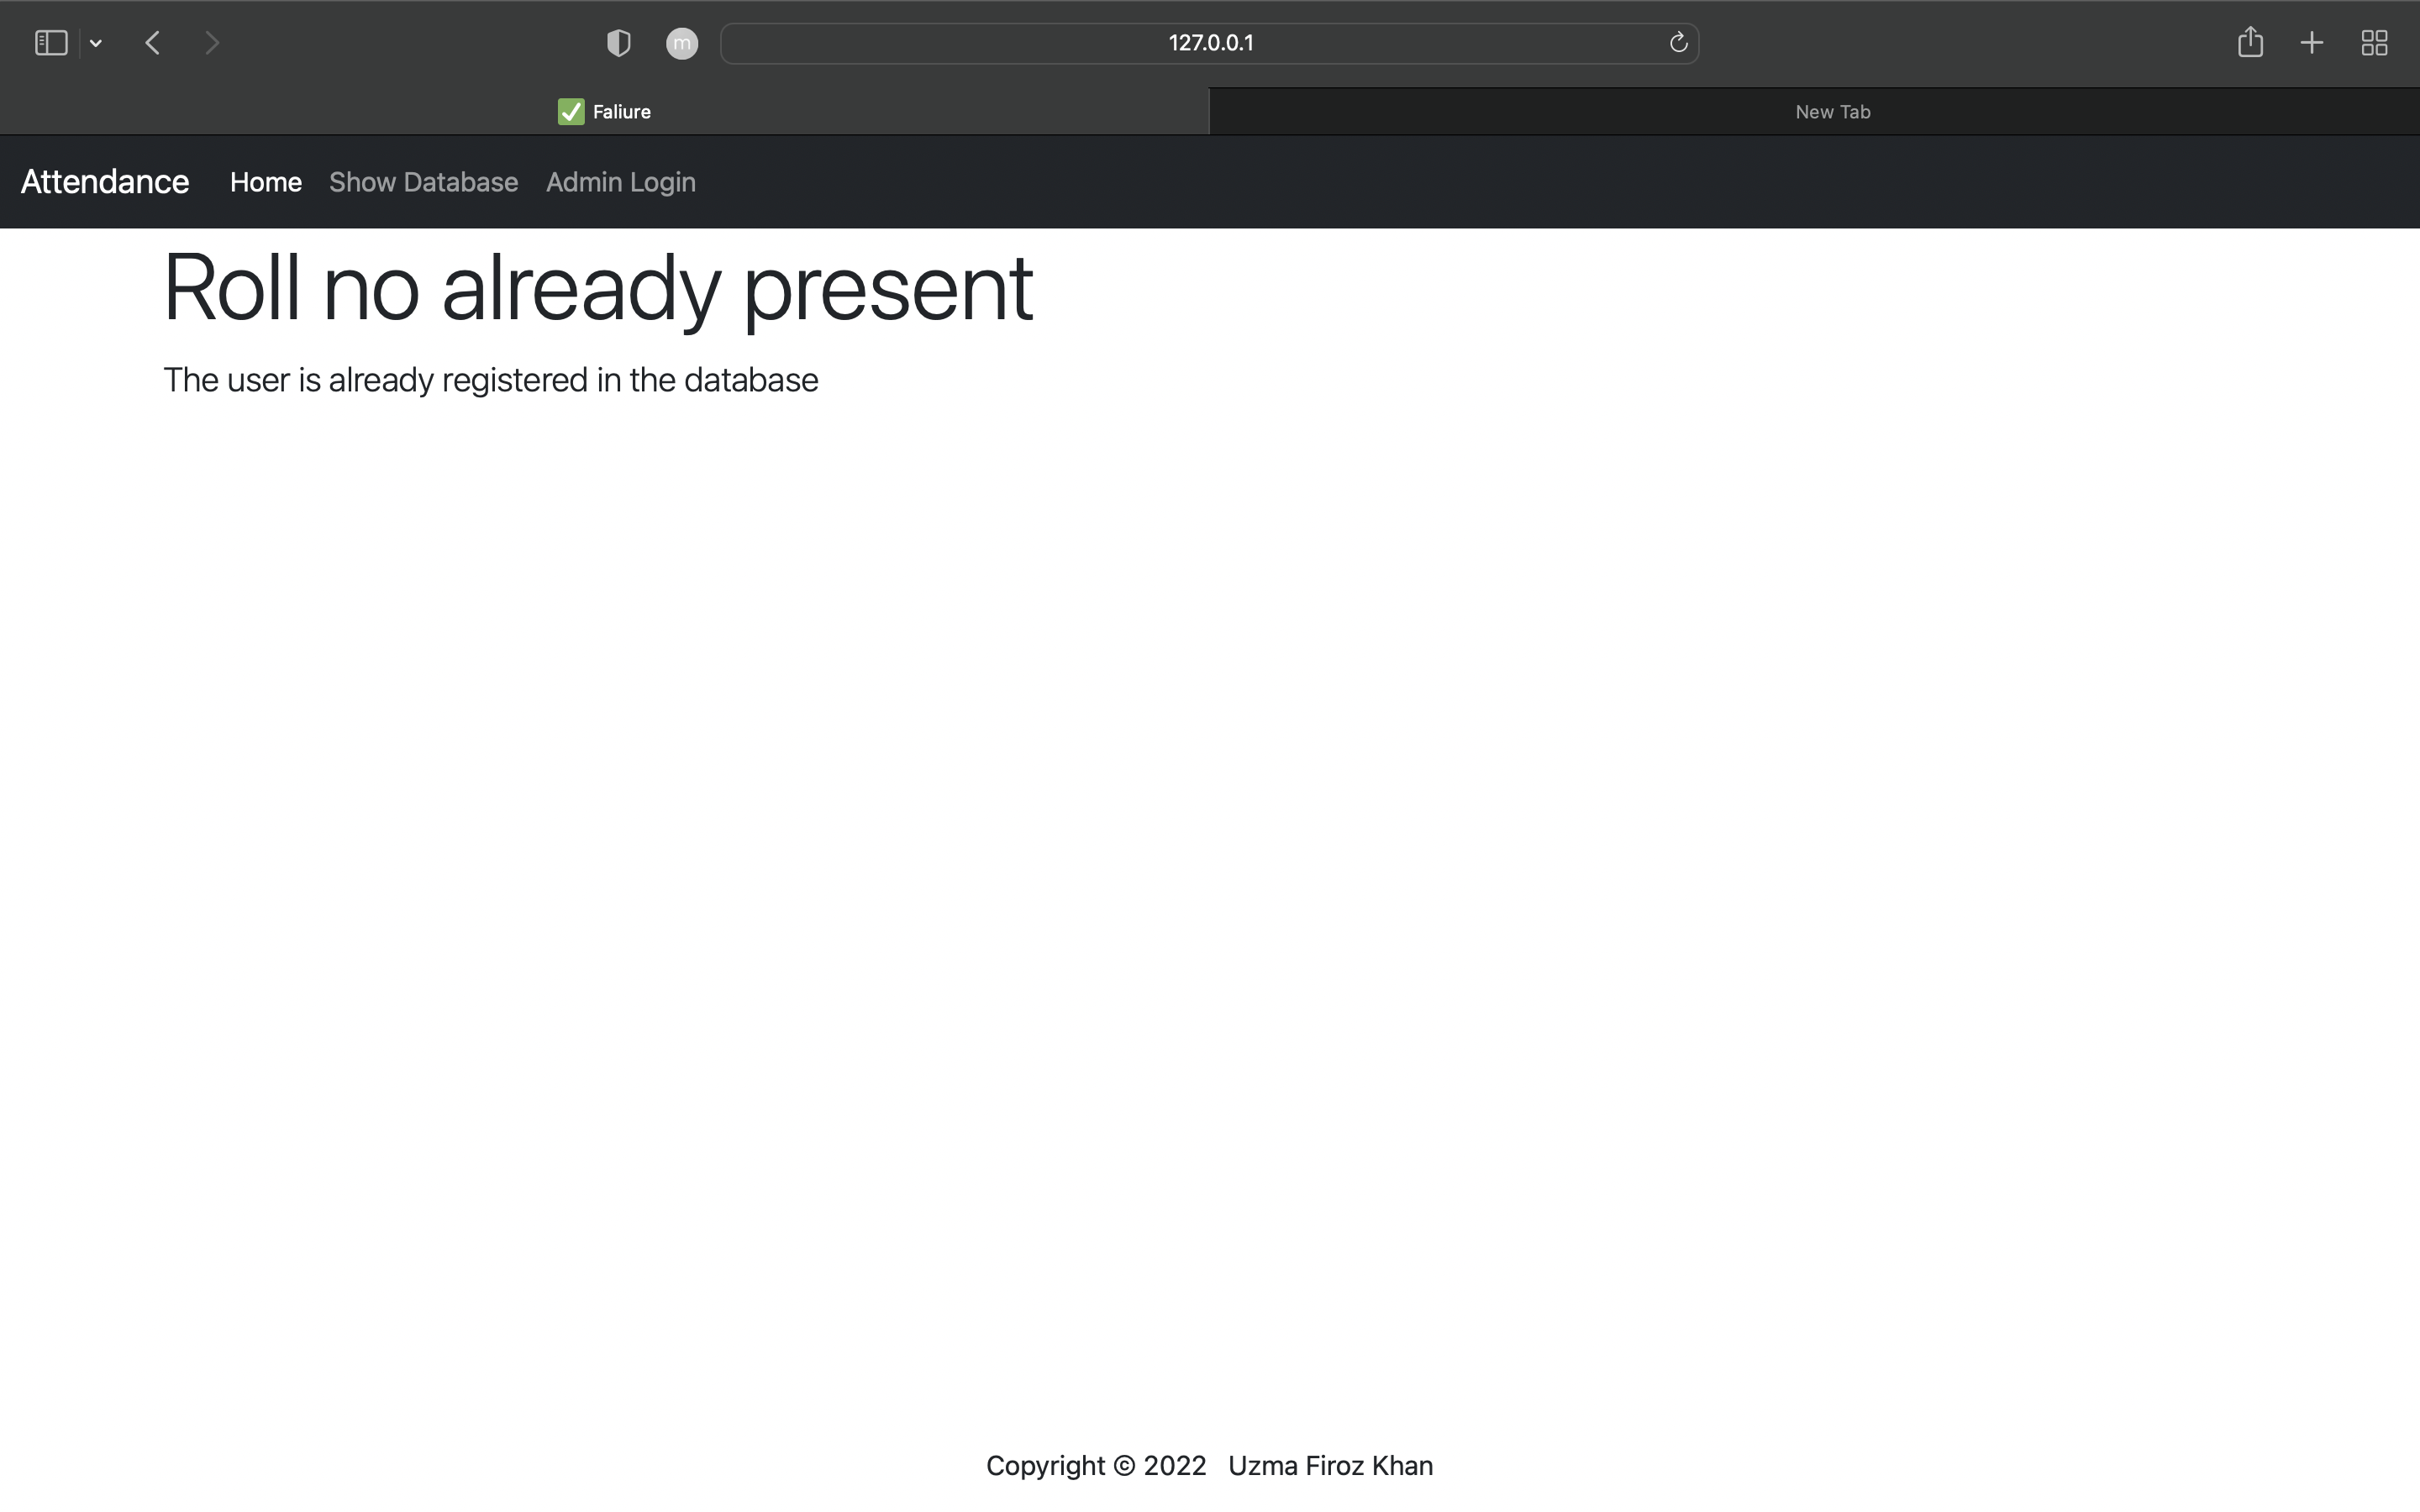 m
127.0.0.1
Faliure
New Tab
Attendance Home Show Database Admin Login
Roll no already present
The user is already registered in the database
Copyright © 2022 Uzma Firoz Khan